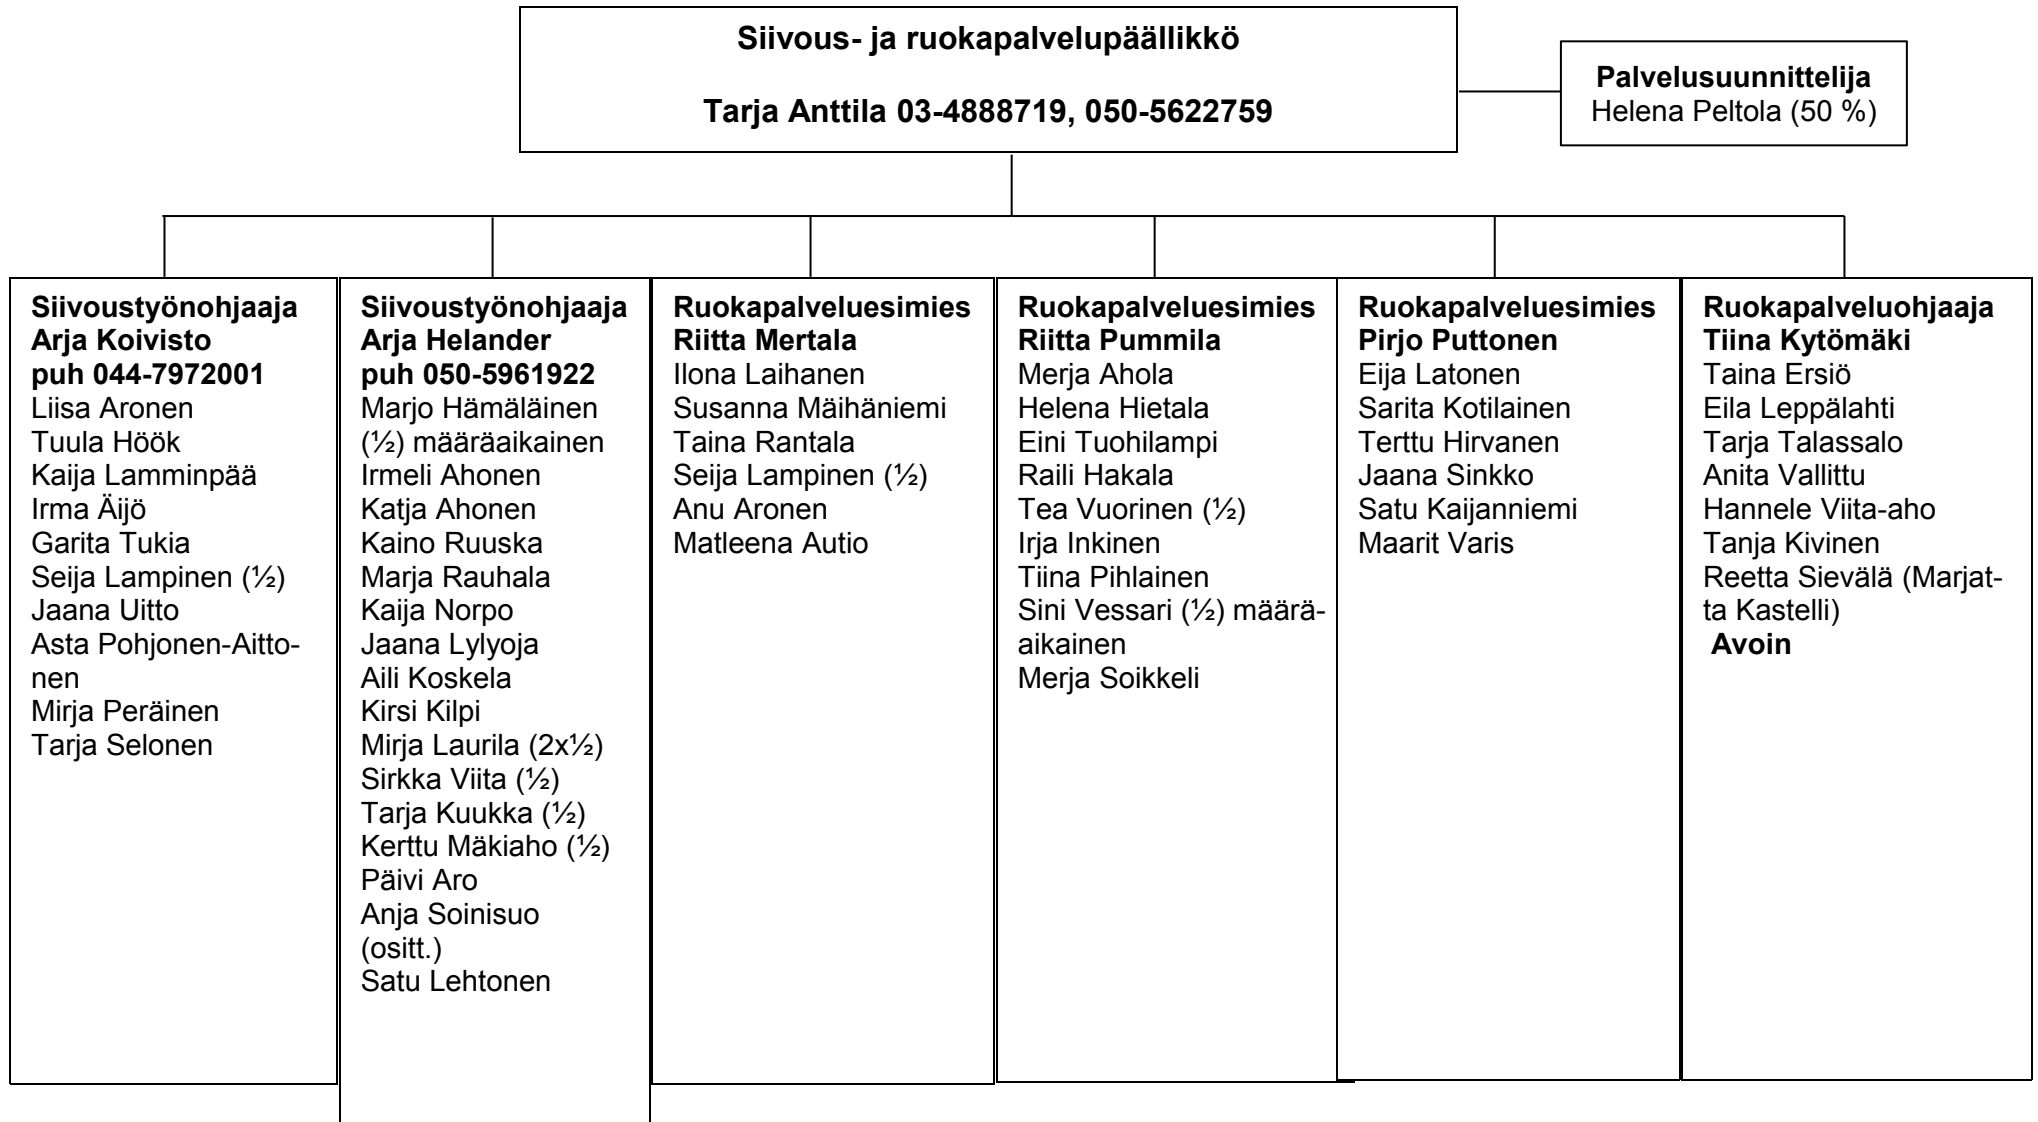 Siivous- ja ruokapalvelupäällikkö
Tarja Anttila 03-4888719, 050-5622759
Palvelusuunnittelija
Helena Peltola (50 %)
Siivoustyönohjaaja
Arja Koivisto
puh 044-7972001
Liisa Aronen
Tuula Höök
Kaija Lamminpää
Irma Äijö
Garita Tukia
Seija Lampinen (½)
Jaana Uitto
Asta Pohjonen-Aitto-
nen
Mirja Peräinen
Tarja Selonen
Siivoustyönohjaaja
Arja Helander
puh 050-5961922
Marjo Hämäläinen
(½) määräaikainen
Irmeli Ahonen
Katja Ahonen
Kaino Ruuska
Marja Rauhala
Kaija Norpo
Jaana Lylyoja
Aili Koskela
Kirsi Kilpi
Mirja Laurila (2x½)
Sirkka Viita (½)
Tarja Kuukka (½)
Kerttu Mäkiaho (½)
Päivi Aro
Anja Soinisuo
(ositt.)
Satu Lehtonen
Ruokapalveluesimies
Riitta Mertala
Ilona Laihanen
Susanna Mäihäniemi
Taina Rantala
Seija Lampinen (½)
Anu Aronen
Matleena Autio
Ruokapalveluesimies
Riitta Pummila
Merja Ahola
Helena Hietala
Eini Tuohilampi
Raili Hakala
Tea Vuorinen (½)
Irja Inkinen
Tiina Pihlainen
Sini Vessari (½) määrä-
aikainen
Merja Soikkeli
Ruokapalveluesimies
Pirjo Puttonen
Eija Latonen
Sarita Kotilainen
Terttu Hirvanen
Jaana Sinkko
Satu Kaijanniemi
Maarit Varis
Ruokapalveluohjaaja
Tiina Kytömäki
Taina Ersiö
Eila Leppälahti
Tarja Talassalo
Anita Vallittu
Hannele Viita-aho
Tanja Kivinen
Reetta Sievälä (Marjat-
ta Kastelli)
Avoin